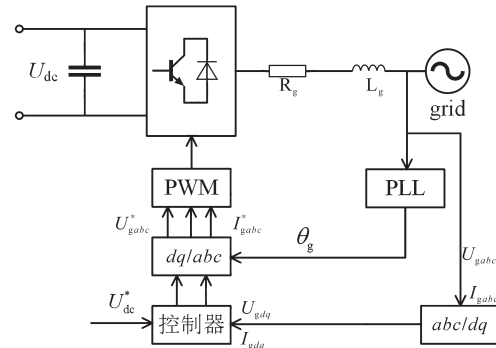 U_dc
R_g
L_g
grid
PWM
PLL
U*_gabc
I*_gabc
θ_g
dq/abc
U_gabc
U*_dc
控制器
U_gdq
I_gdq
I_gabc
abc/dq